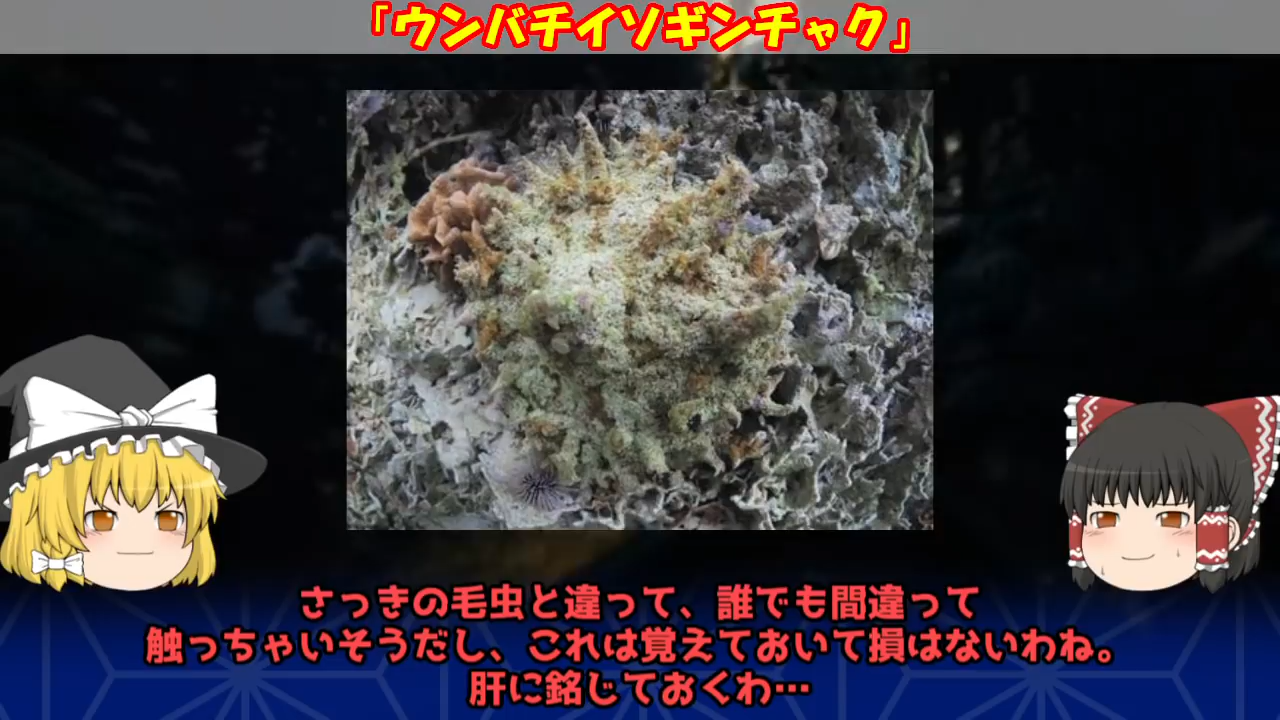 「ウンバチイソギンチャク」
さっきの毛虫と違って、誰でも間違って
触っちゃいそうだし、これは覚えておいて損はないわね。
肝に銘じておくわ…